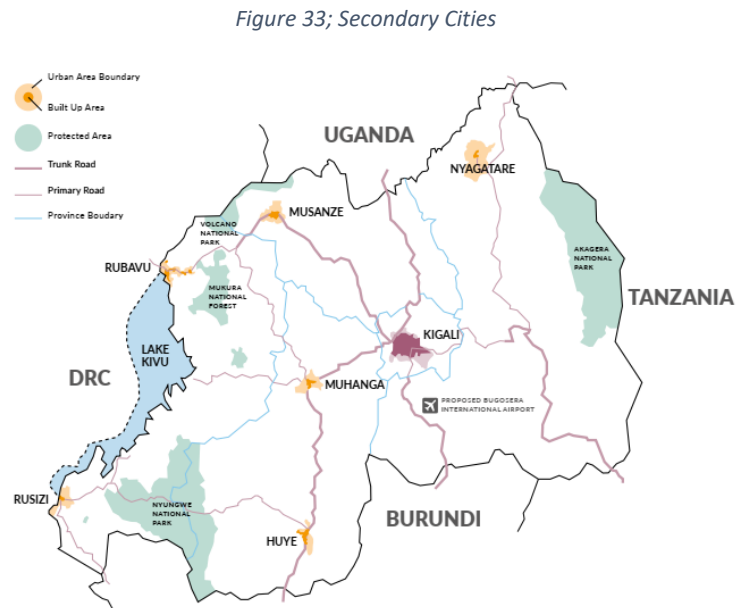 Figure 33; Secondary Cities
Urban Area Boundary
Built Up Area
Protected Area
Trunk Road
Primary Road
Province Boudary
UGANDA
NYAGATARE
MUSANZE
VOLCANO
NATIONAL
PARK
AKAGERA
NATIONAL
PARK
RUBAVU
MUKURA
NATIONAL
FOREST
TANZANIA
KIGALI
LAKE
KIVU
DRC
MUHANGA
PROPOSED BUGOSERA
INTERNATIONAL AIRPORT
RUSIZI
NYUNGWE
NATIONAL
PARK
BURUNDI
HUYE